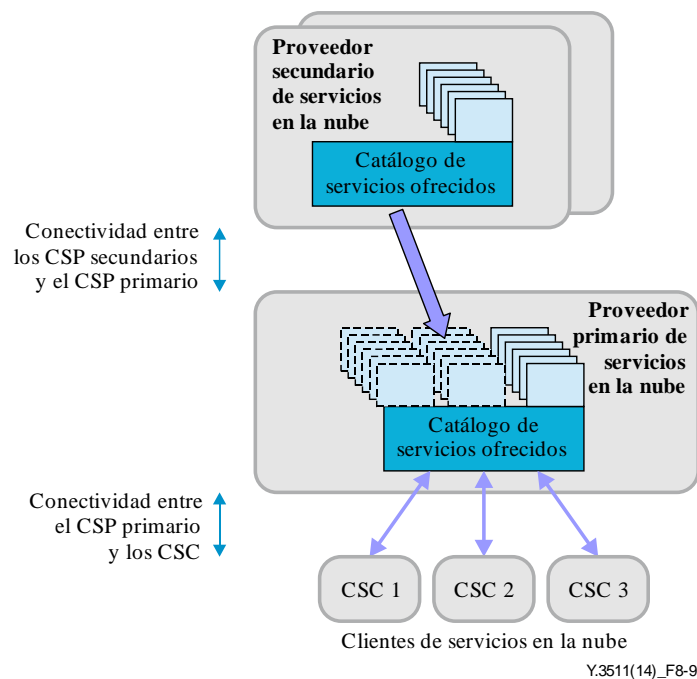 Proveedor
secundario
de servicios
en la nube
Catálogo de
servicios ofrecidos
Conectividad entre
los CSP secundarios
y el CSP primario
Proveedor
primario de
servicios
en la nube
Catálogo de
servicios ofrecidos
Conectividad entre
el CSP primario
y los CSC
CSC 1
CSC 2
CSC 3
Clientes de servicios en la nube
Y.3511(14)_F8-9